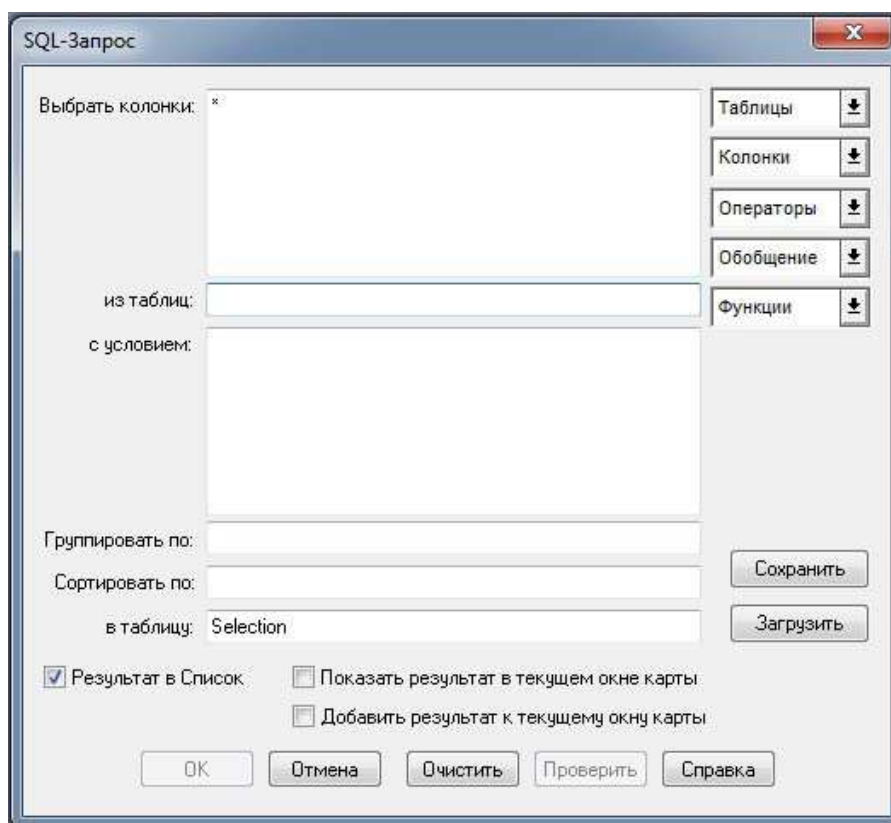 SQL-Запрос
Выбрать колонки: *
Таблицы
Колонки
Операторы
Обобщение
из таблиц:
Функции
с условием:
Группировать по:
Сортировать по:
Сохранить
в таблицу: Selection
Загрузить
Результат в Список
Показать результат в текущем окне карты
Добавить результат к текущему окну карты
OK Отмена Очистить Проверить Справка